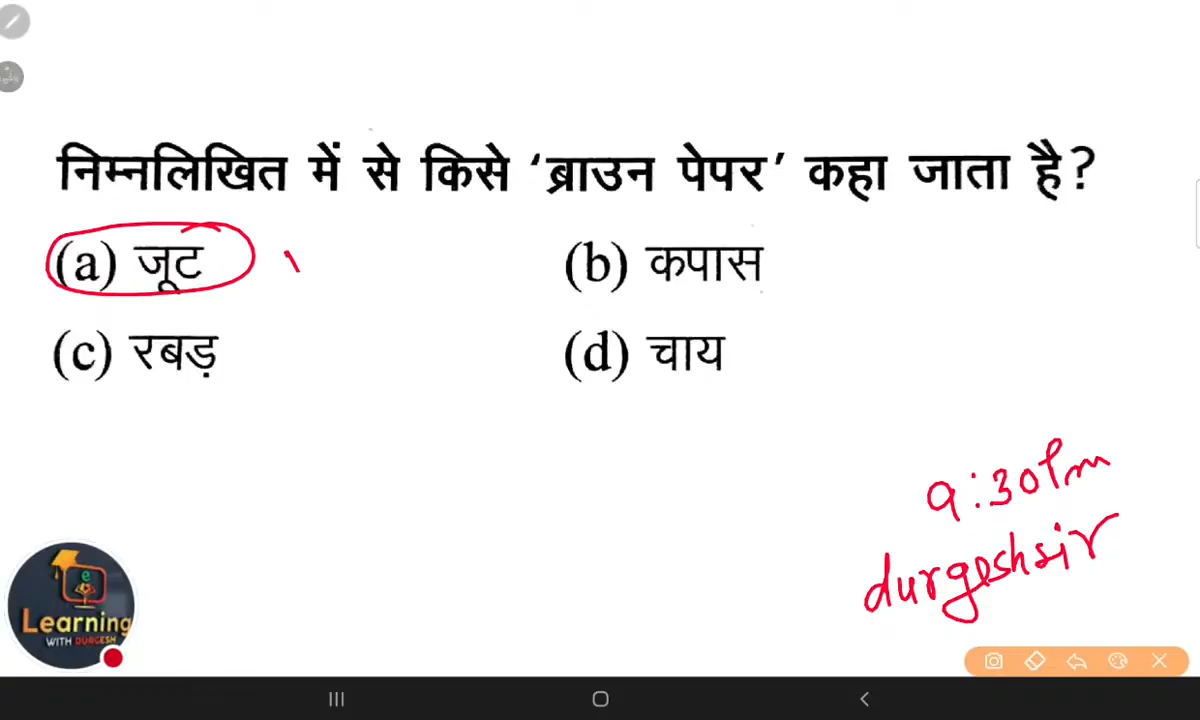 निम्नलिखित में से किसे ‘ब्राउन पेपर’ कहा जाता है?
(a) जूट (b) कपास
(c) रबड़ (d) चाय
9:30Pm
durgeshsir
e
Learning
WITH DURGESH